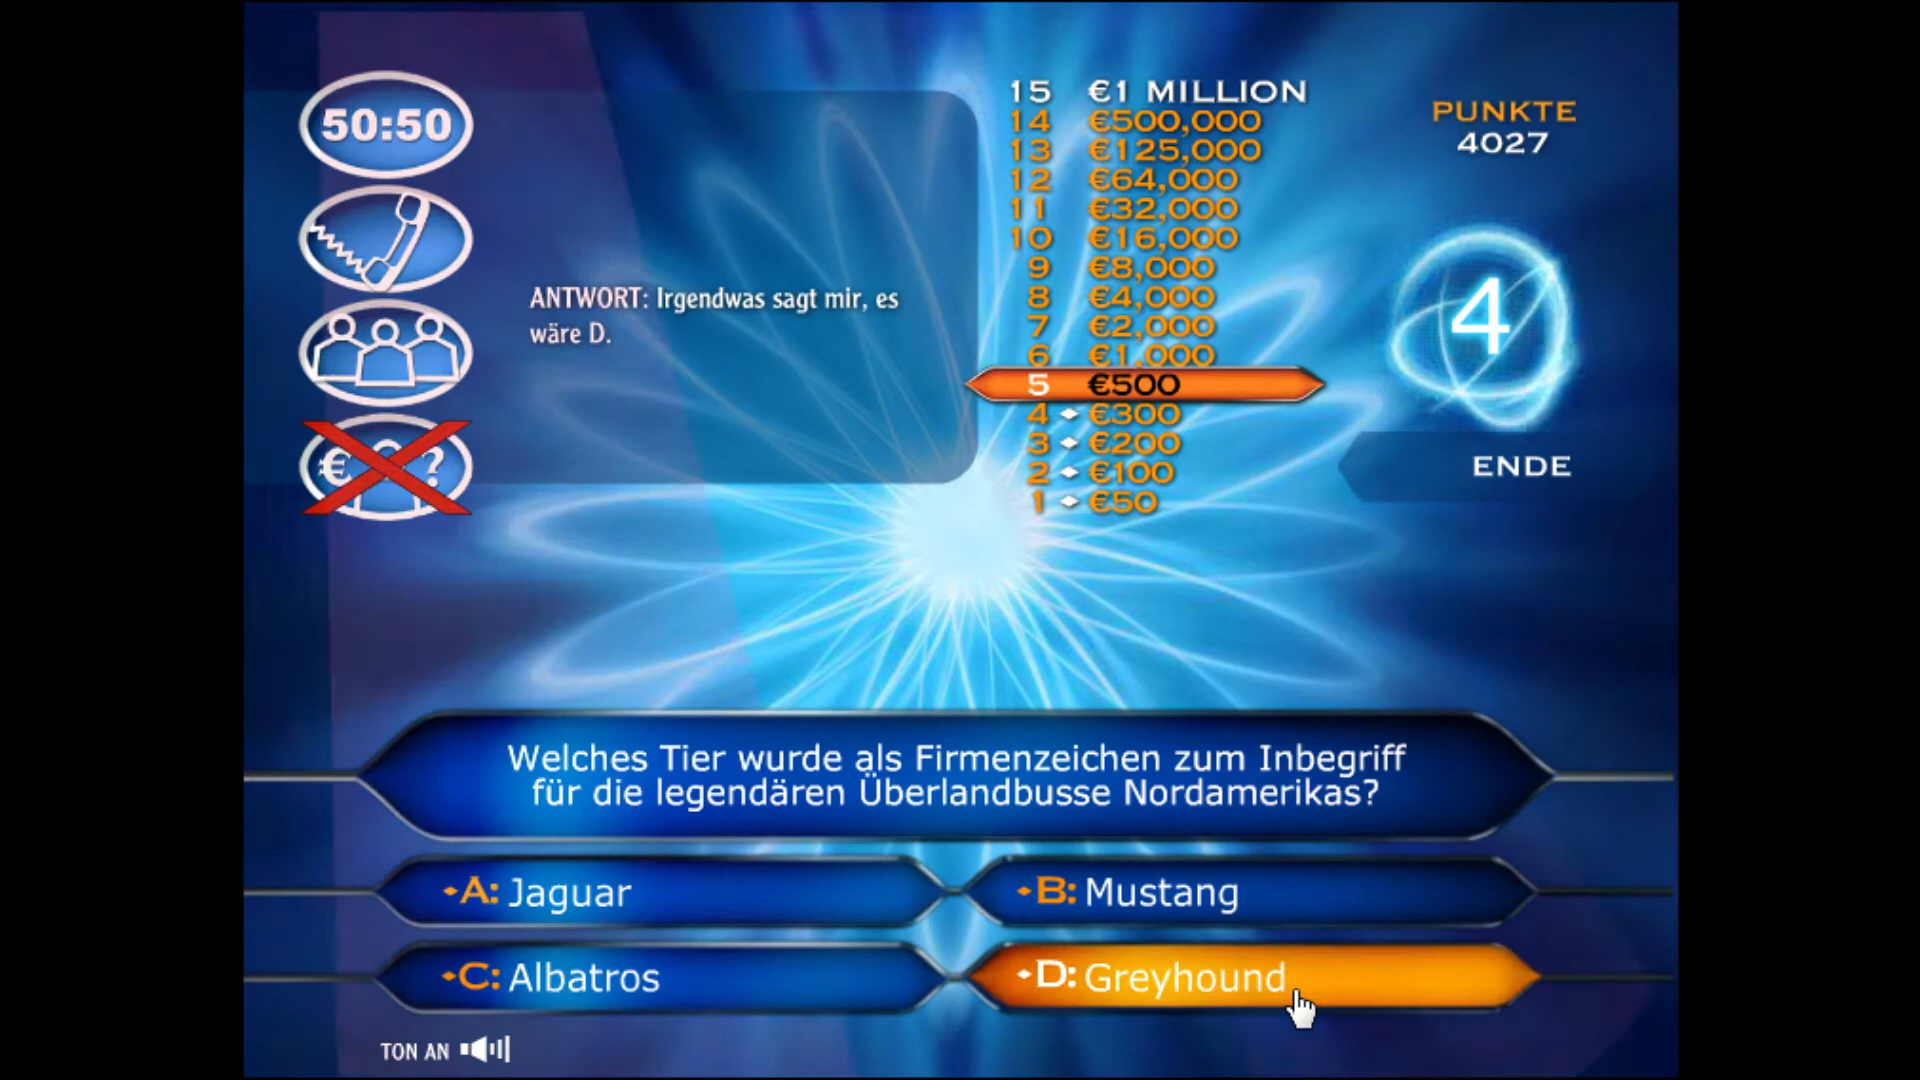 50:50
€ ?
ANTWORT: Irgendwas sagt mir, es
wäre D.
15 €1 MILLION
14 €500,000
13 €125,000
12 €64,000
11 €32,000
10 €16,000
9 €8,000
8 €4,000
7 €2,000
6 €1,000
5 €500
4 €300
3 €200
2 €100
1 €50
PUNKTE
4027
4
ENDE
Welches Tier wurde als Firmenzeichen zum Inbegriff
für die legendären Überlandbusse Nordamerikas?
A: Jaguar
B: Mustang
C: Albatros
D: Greyhound
TON AN